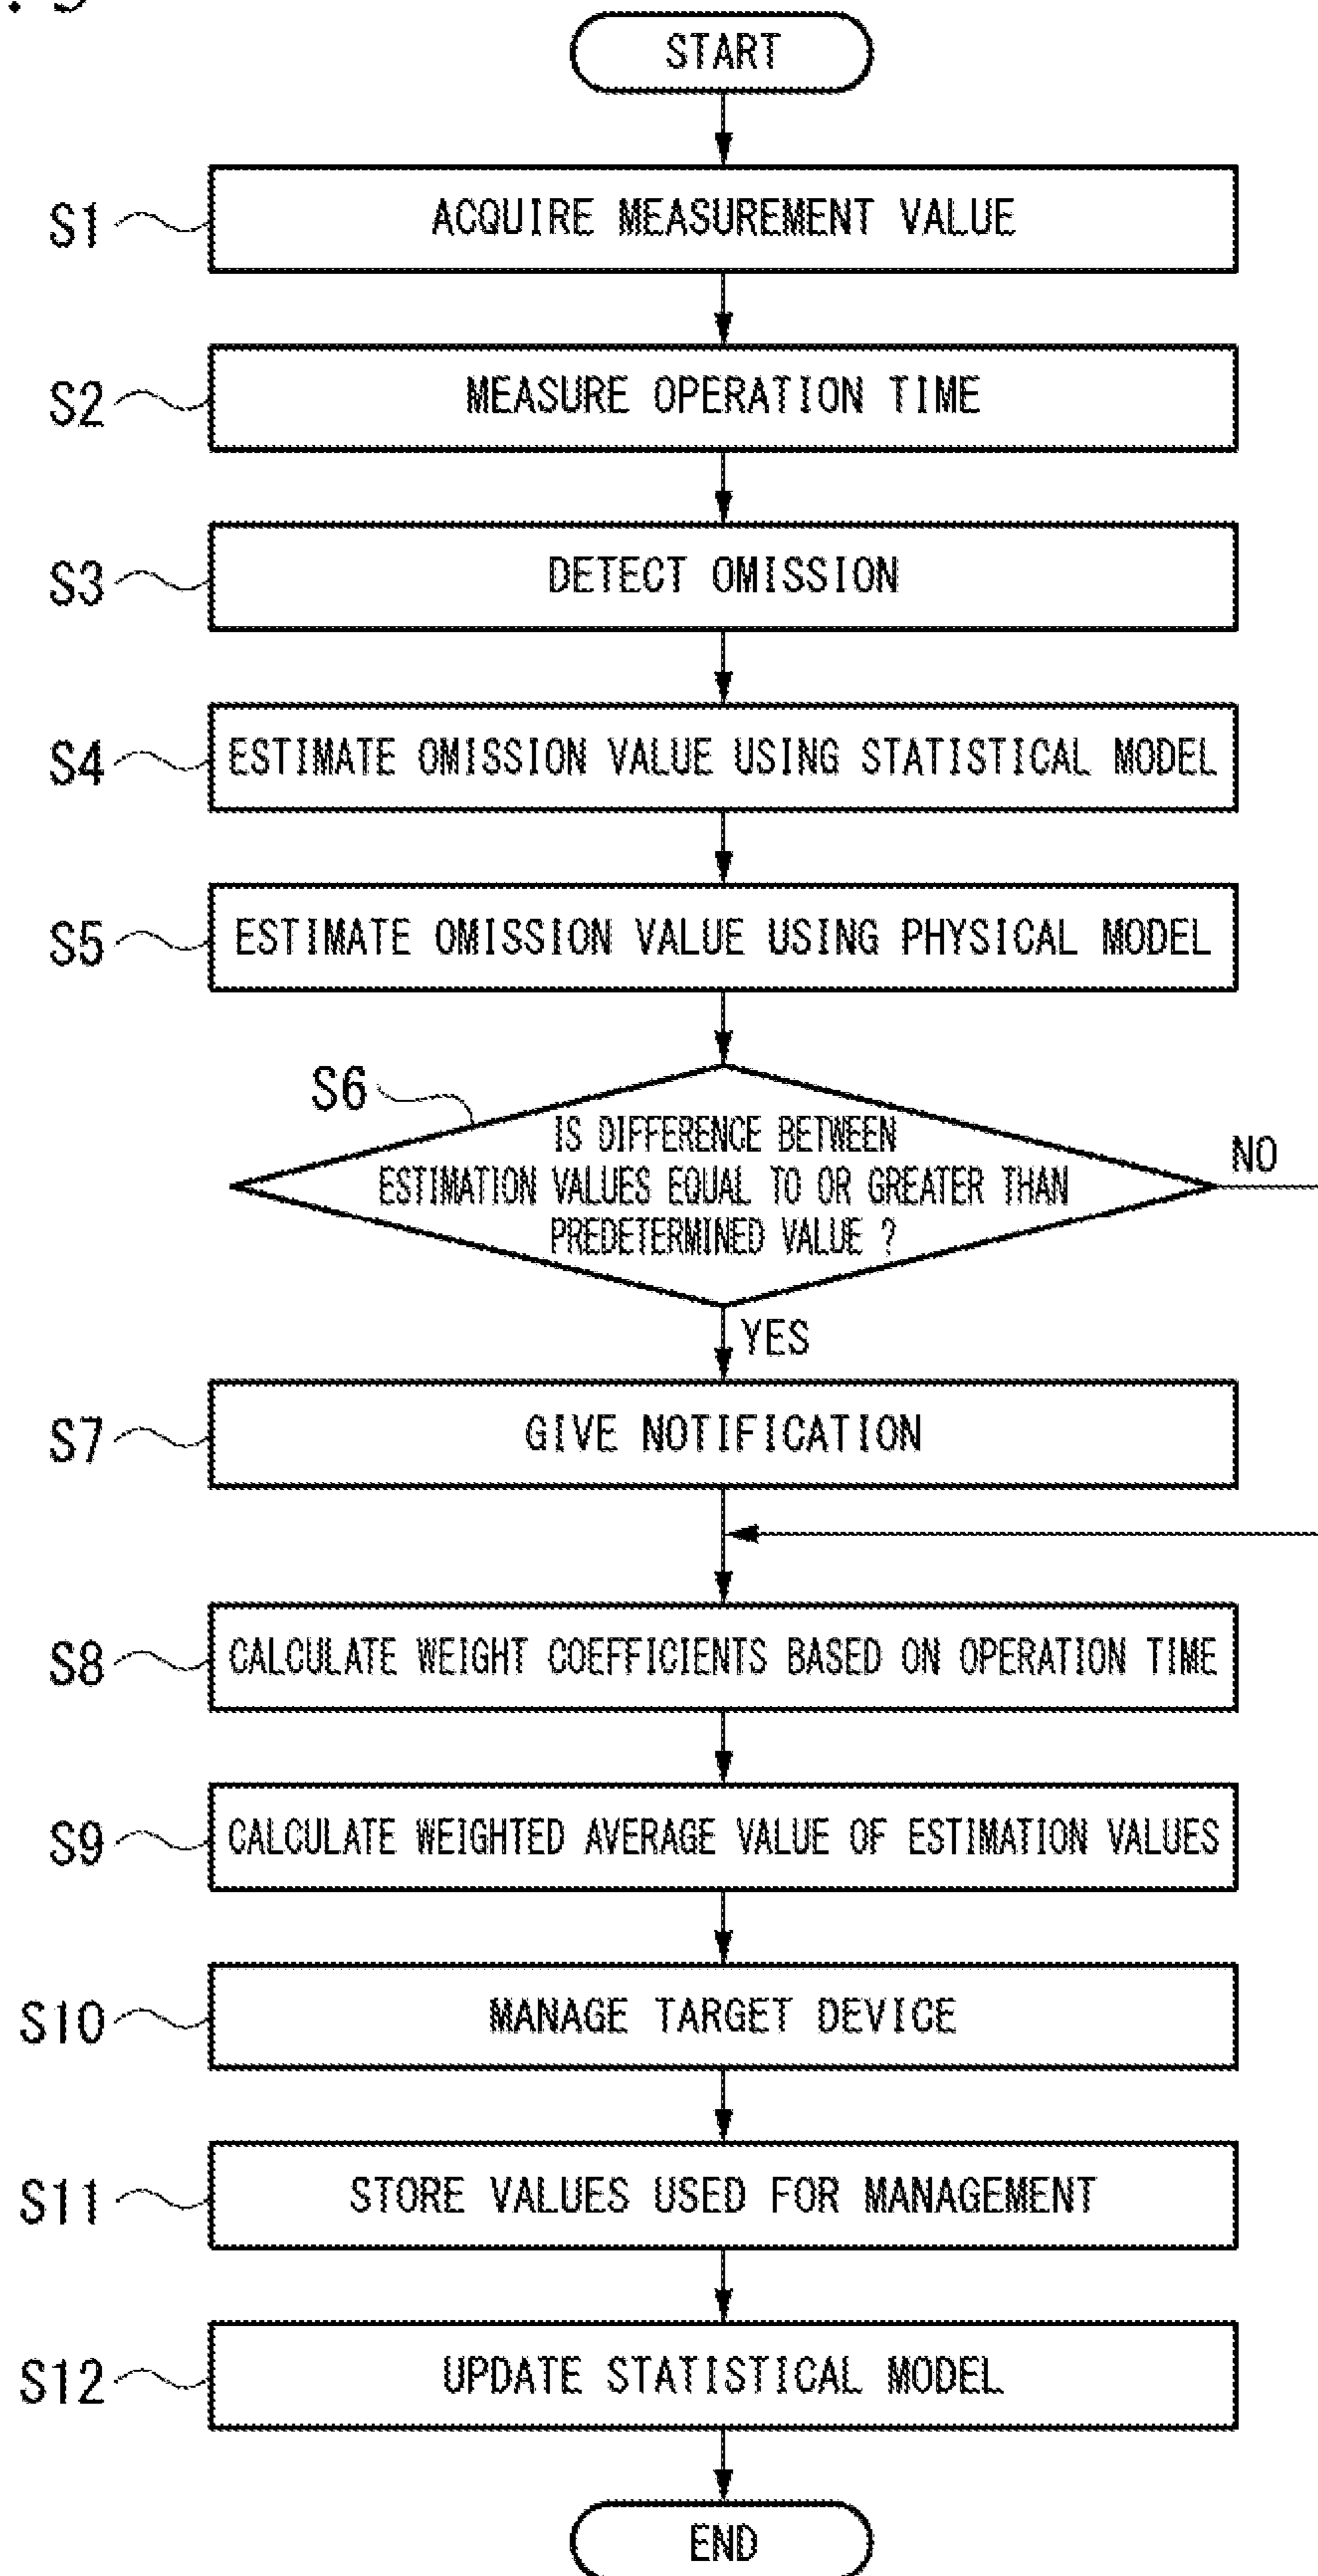 START
S1
ACQUIRE MEASUREMENT VALUE
S2
MEASURE OPERATION TIME
S3
DETECT OMISSION
S4
ESTIMATE OMISSION VALUE USING STATISTICAL MODEL
S5
ESTIMATE OMISSION VALUE USING PHYSICAL MODEL
S6
IS DIFFERENCE BETWEEN
ESTIMATION VALUES EQUAL TO OR GREATER THAN
PREDETERMINED VALUE ?
NO
YES
S7
GIVE NOTIFICATION
S8
CALCULATE WEIGHT COEFFICIENTS BASED ON OPERATION TIME
S9
CALCULATE WEIGHTED AVERAGE VALUE OF ESTIMATION VALUES
S10
MANAGE TARGET DEVICE
S11
STORE VALUES USED FOR MANAGEMENT
S12
UPDATE STATISTICAL MODEL
END